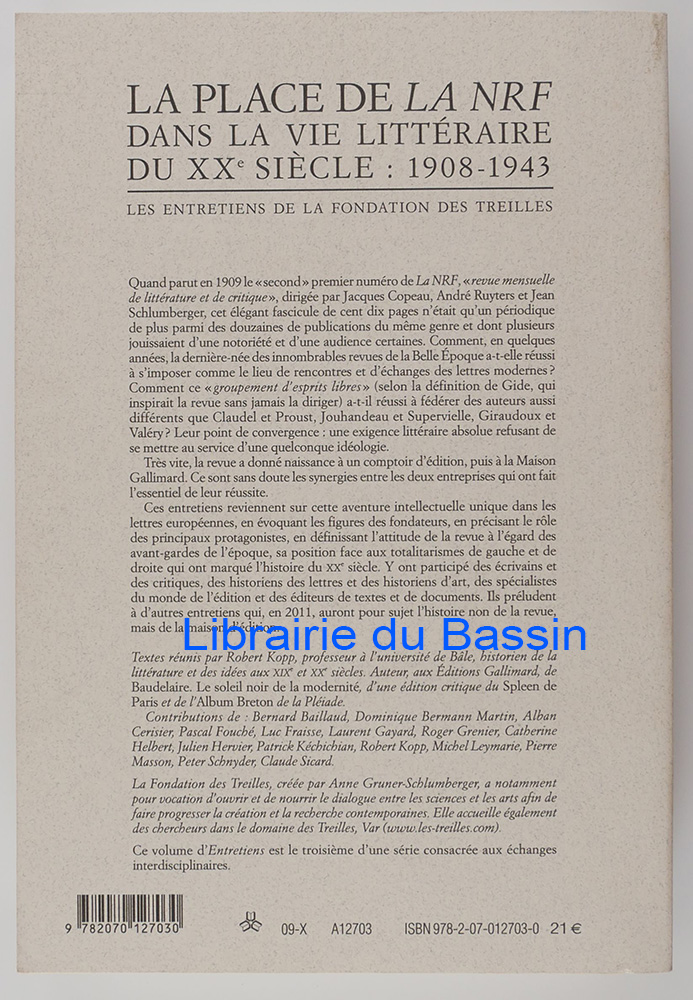 LA PLACE DE LA NRF
DANS LA VIE LITTÉRAIRE
DU XXe SIÈCLE : 1908-1943
LES ENTRETIENS DE LA FONDATION DES TREILLES
Quand parut en 1909 le «second» premier numéro de La NRF, «revue mensuelle
de littérature et de critique», dirigée par Jacques Copeau, André Ruyters et Jean
Schlumberger, cet élégant fascicule de cent dix pages n'était qu'un périodique
de plus parmi des douzaines de publications du même genre et dont plusieurs
jouissaient d'une notoriété et d'une audience certaines. Comment, en quelques
années, la dernière-née des innombrables revues de la Belle Époque a-t-elle réussi
à s'imposer comme le lieu de rencontres et d'échanges des lettres modernes?
Comment ce «groupement d'esprits libres» (selon la définition de Gide, qui
inspirait la revue sans jamais la diriger) a-t-il réussi à fédérer des auteurs aussi
différents que Claudel et Proust, Jouhandeau et Supervielle, Giraudoux et
Valéry? Leur point de convergence : une exigence littéraire absolue refusant de
se mettre au service d'une quelconque idéologie.
Très vite, la revue a donné naissance à un comptoir d'édition, puis à la Maison
Gallimard. Ce sont sans doute les synergies entre les deux entreprises qui ont fait
l'essentiel de leur réussite.
Ces entretiens reviennent sur cette aventure intellectuelle unique dans les
lettres européennes, en évoquant les figures des fondateurs, en précisant le rôle
des principaux protagonistes, en définissant l'attitude de la revue à l'égard des
avant-gardes de l'époque, sa position face aux totalitarismes de gauche et de
droite qui ont marqué l'histoire du XXe siècle. Y ont participé des écrivains et
des critiques, des historiens des lettres et des historiens d'art, des spécialistes
du monde de l'édition et des éditeurs de textes et de documents. Ils préludent
à d'autres entretiens qui, en 2011, auront pour sujet l'histoire non de la revue,
mais de la maison d'édition.
Librairie du Bassin
Textes réunis par Robert Kopp, professeur à l'université de Bâle, historien de la
littérature et des idées aux XIXe et XXe siècles. Auteur, aux Éditions Gallimard, de
Baudelaire. Le soleil noir de la modernité, d'une édition critique du Spleen de
Paris et de l'Album Breton de la Pléiade.
Contributions de : Bernard Baillaud, Dominique Bermann Martin, Alban
Cerisier, Pascal Fouché, Luc Fraisse, Laurent Gayard, Roger Grenier, Catherine
Helbert, Julien Hervier, Patrick Kéchichian, Robert Kopp, Michel Leymarie, Pierre
Masson, Peter Schnyder, Claude Sicard.
La Fondation des Treilles, créée par Anne Gruner-Schlumberger, a notamment
pour vocation d'ouvrir et de nourrir le dialogue entre les sciences et les arts afin de
faire progresser la création et la recherche contemporaines. Elle accueille également
des chercheurs dans le domaine des Treilles, Var (www.les-treilles.com).
Ce volume d'Entretiens est le troisième d'une série consacrée aux échanges
interdisciplinaires.
9 782070 127030 09-X A12703 ISBN 978-2-07-012703-0 21 €